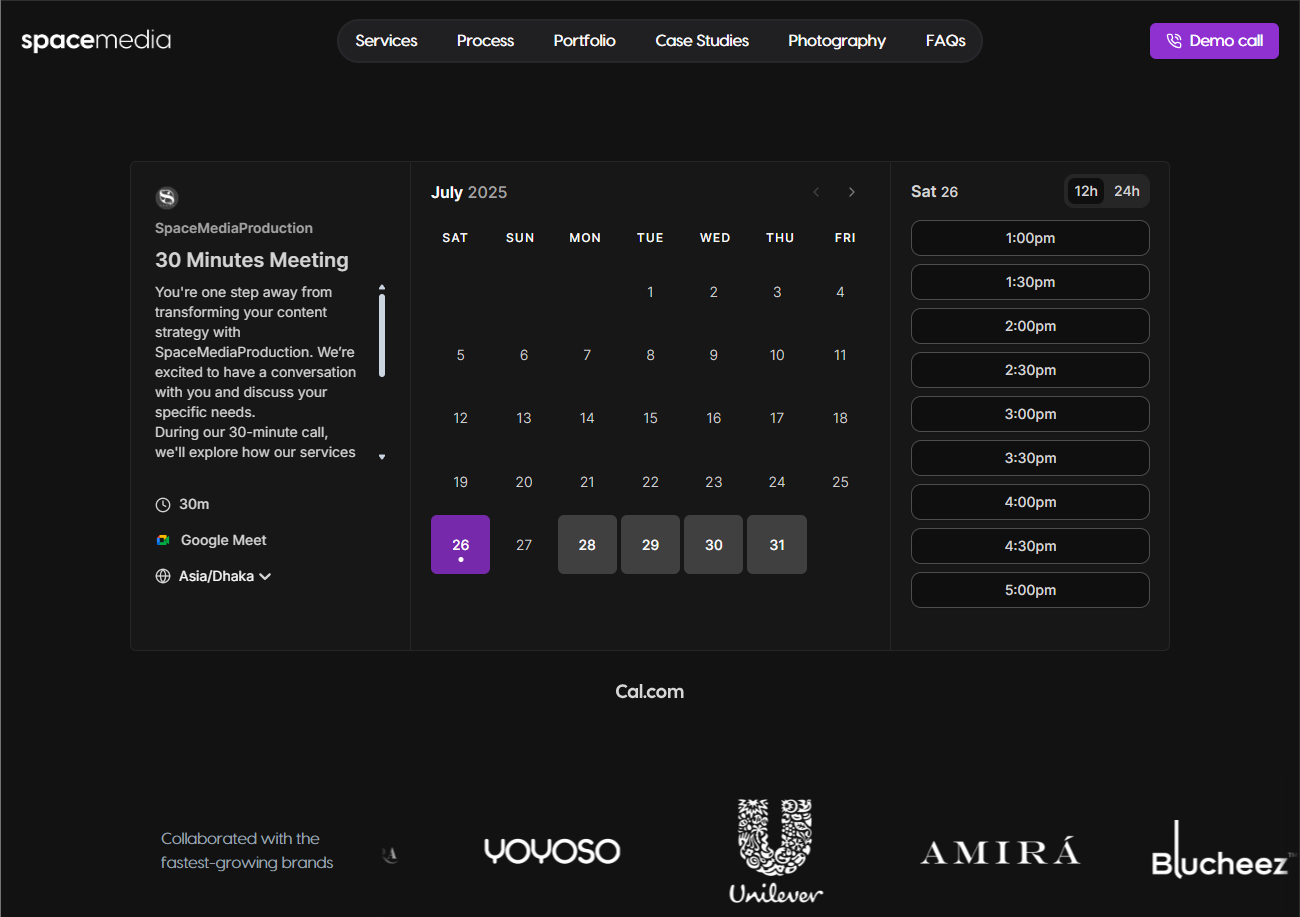 spacemedia
Services Process Portfolio Case Studies Photography FAQs
Demo call
SpaceMediaProduction
30 Minutes Meeting
You're one step away from
transforming your content
strategy with
SpaceMediaProduction. We're
excited to have a conversation
with you and discuss your
specific needs.
During our 30-minute call,
we'll explore how our services
30m
Google Meet
Asia/Dhaka
July 2025
SAT SUN MON TUE WED THU FRI
1 2 3 4
5 6 7 8 9 10 11
12 13 14 15 16 17 18
19 20 21 22 23 24 25
26 27 28 29 30 31
Sat 26
12h 24h
1:00pm
1:30pm
2:00pm
2:30pm
3:00pm
3:30pm
4:00pm
4:30pm
5:00pm
Cal.com
Collaborated with the
fastest-growing brands
YOYOSO
Unilever
AMIRÁ
Blucheez